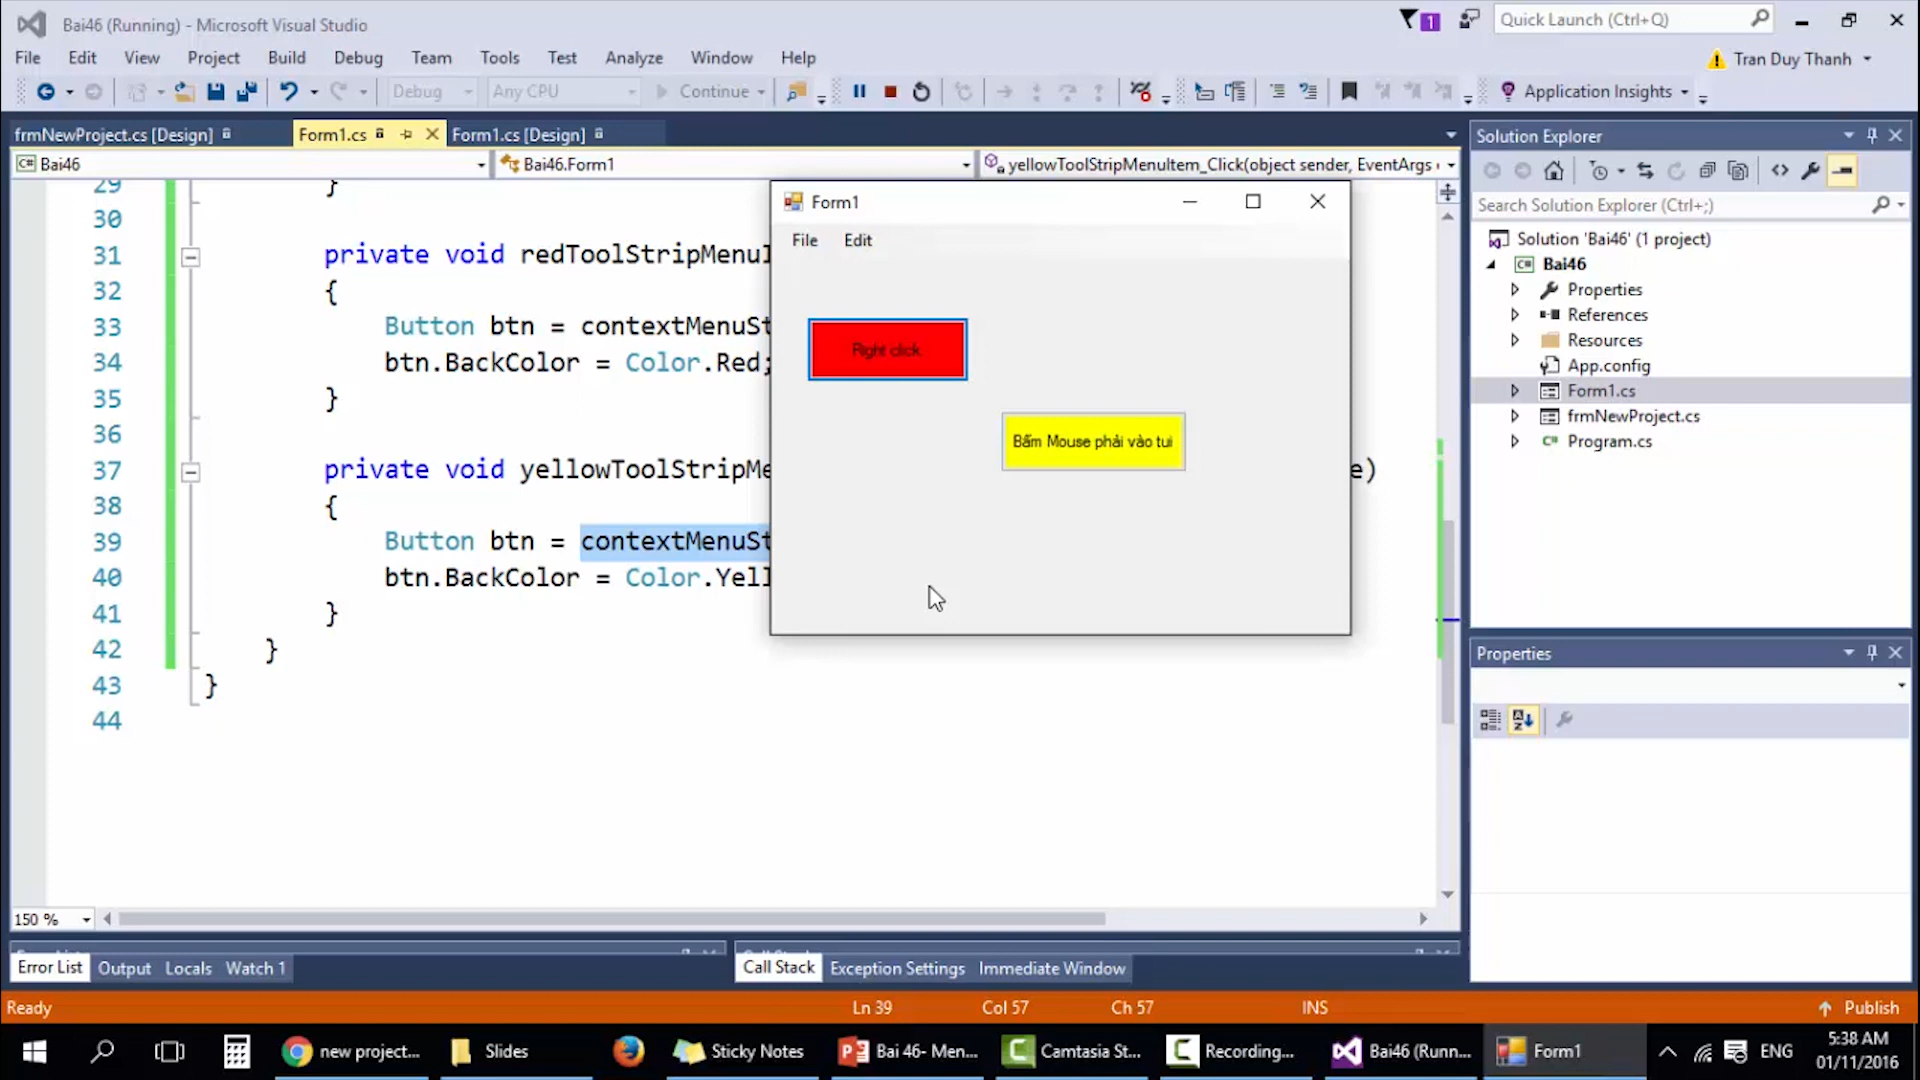 Bai46 (Running) - Microsoft Visual Studio
1
Quick Launch (Ctrl+Q)
File Edit View Project Build Debug Team Tools Test Analyze Window Help
Tran Duy Thanh
Debug Any CPU Continue Application Insights
frmNewProject.cs [Design] Form1.cs Form1.cs [Design]
C# Bai46 Bai46.Form1 yellowToolStripMenuItem_Click(object sender, EventArgs
29 }
30
31 private void redToolStripMenuI
32 {
33 Button btn = contextMenuSt
34 btn.BackColor = Color.Red;
35 }
36
37 private void yellowToolStripMe e)
38 {
39 Button btn = contextMenuSt
40 btn.BackColor = Color.Yell
41 }
42 }
43 }
44
Form1
File Edit
Right click
Bấm Mouse phải vào tui
Solution Explorer
Search Solution Explorer (Ctrl+;)
Solution 'Bai46' (1 project)
C# Bai46
Properties
References
Resources
App.config
Form1.cs
frmNewProject.cs
C# Program.cs
Properties
150 %
Error List Output Locals Watch 1
Call Stack Exception Settings Immediate Window
Ready Ln 39 Col 57 Ch 57 INS Publish
new project... Slides Sticky Notes Bai 46- Men... Camtasia St... Recording... Bai46 (Runn... Form1 ENG
5:38 AM
01/11/2016